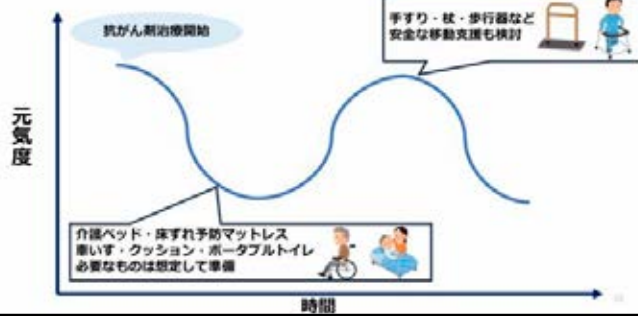 抗がん剤治療開始
手すり・杖・歩行器など
安全な移動支援も検討
元気度
介護ベッド・床ずれ予防マットレス
車いす・クッション・ポータブルトイレ
必要なものは想定して準備
時間